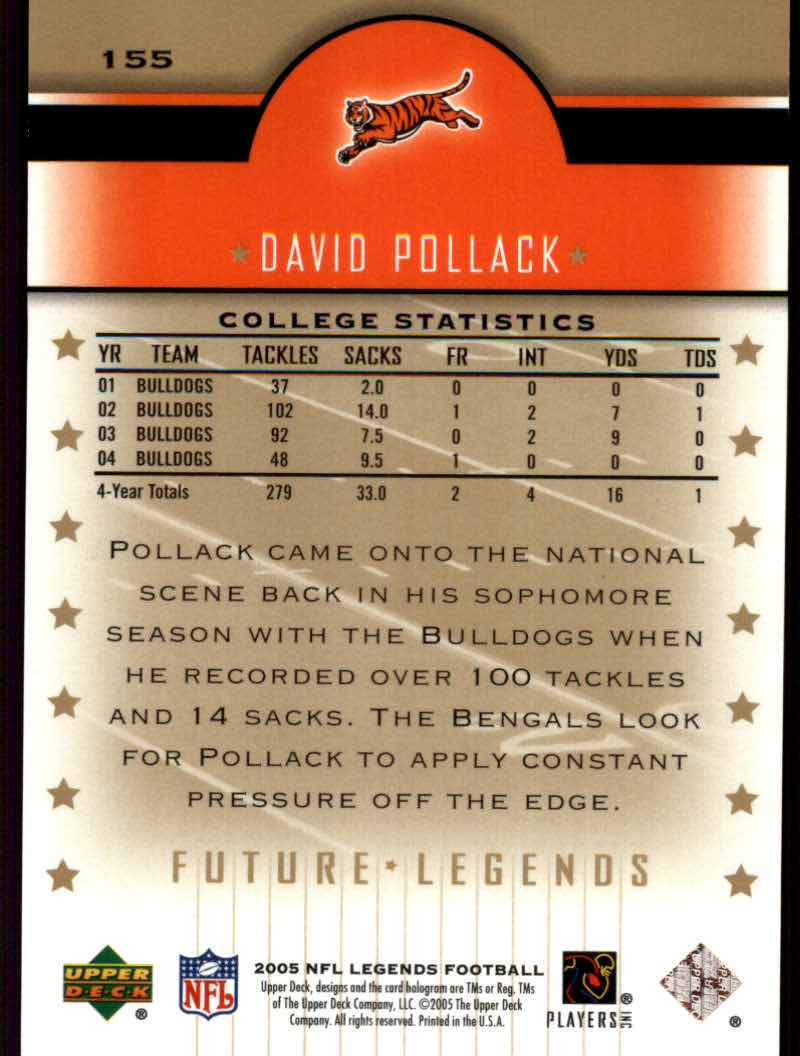 155
DAVID POLLACK
COLLEGE STATISTICS
YR TEAM TACKLES SACKS FR INT YDS TDS
01 BULLDOGS 37 2.0 0 0 0 0
02 BULLDOGS 102 14.0 1 2 7 1
03 BULLDOGS 92 7.5 0 2 9 0
04 BULLDOGS 48 9.5 1 0 0 0
4-Year Totals 279 33.0 2 4 16 1
POLLACK CAME ONTO THE NATIONAL
SCENE BACK IN HIS SOPHOMORE
SEASON WITH THE BULLDOGS WHEN
HE RECORDED OVER 100 TACKLES
AND 14 SACKS. THE BENGALS LOOK
FOR POLLACK TO APPLY CONSTANT
PRESSURE OFF THE EDGE.
FUTURE★LEGENDS
UPPER
DECK
®
NFL
2005 NFL LEGENDS FOOTBALL
Upper Deck, designs and the card hologram are TMs or Reg. TMs
of The Upper Deck Company, LLC. ©2005 The Upper Deck
Company. All rights reserved. Printed in the U.S.A.
PLAYERS INC
®
®